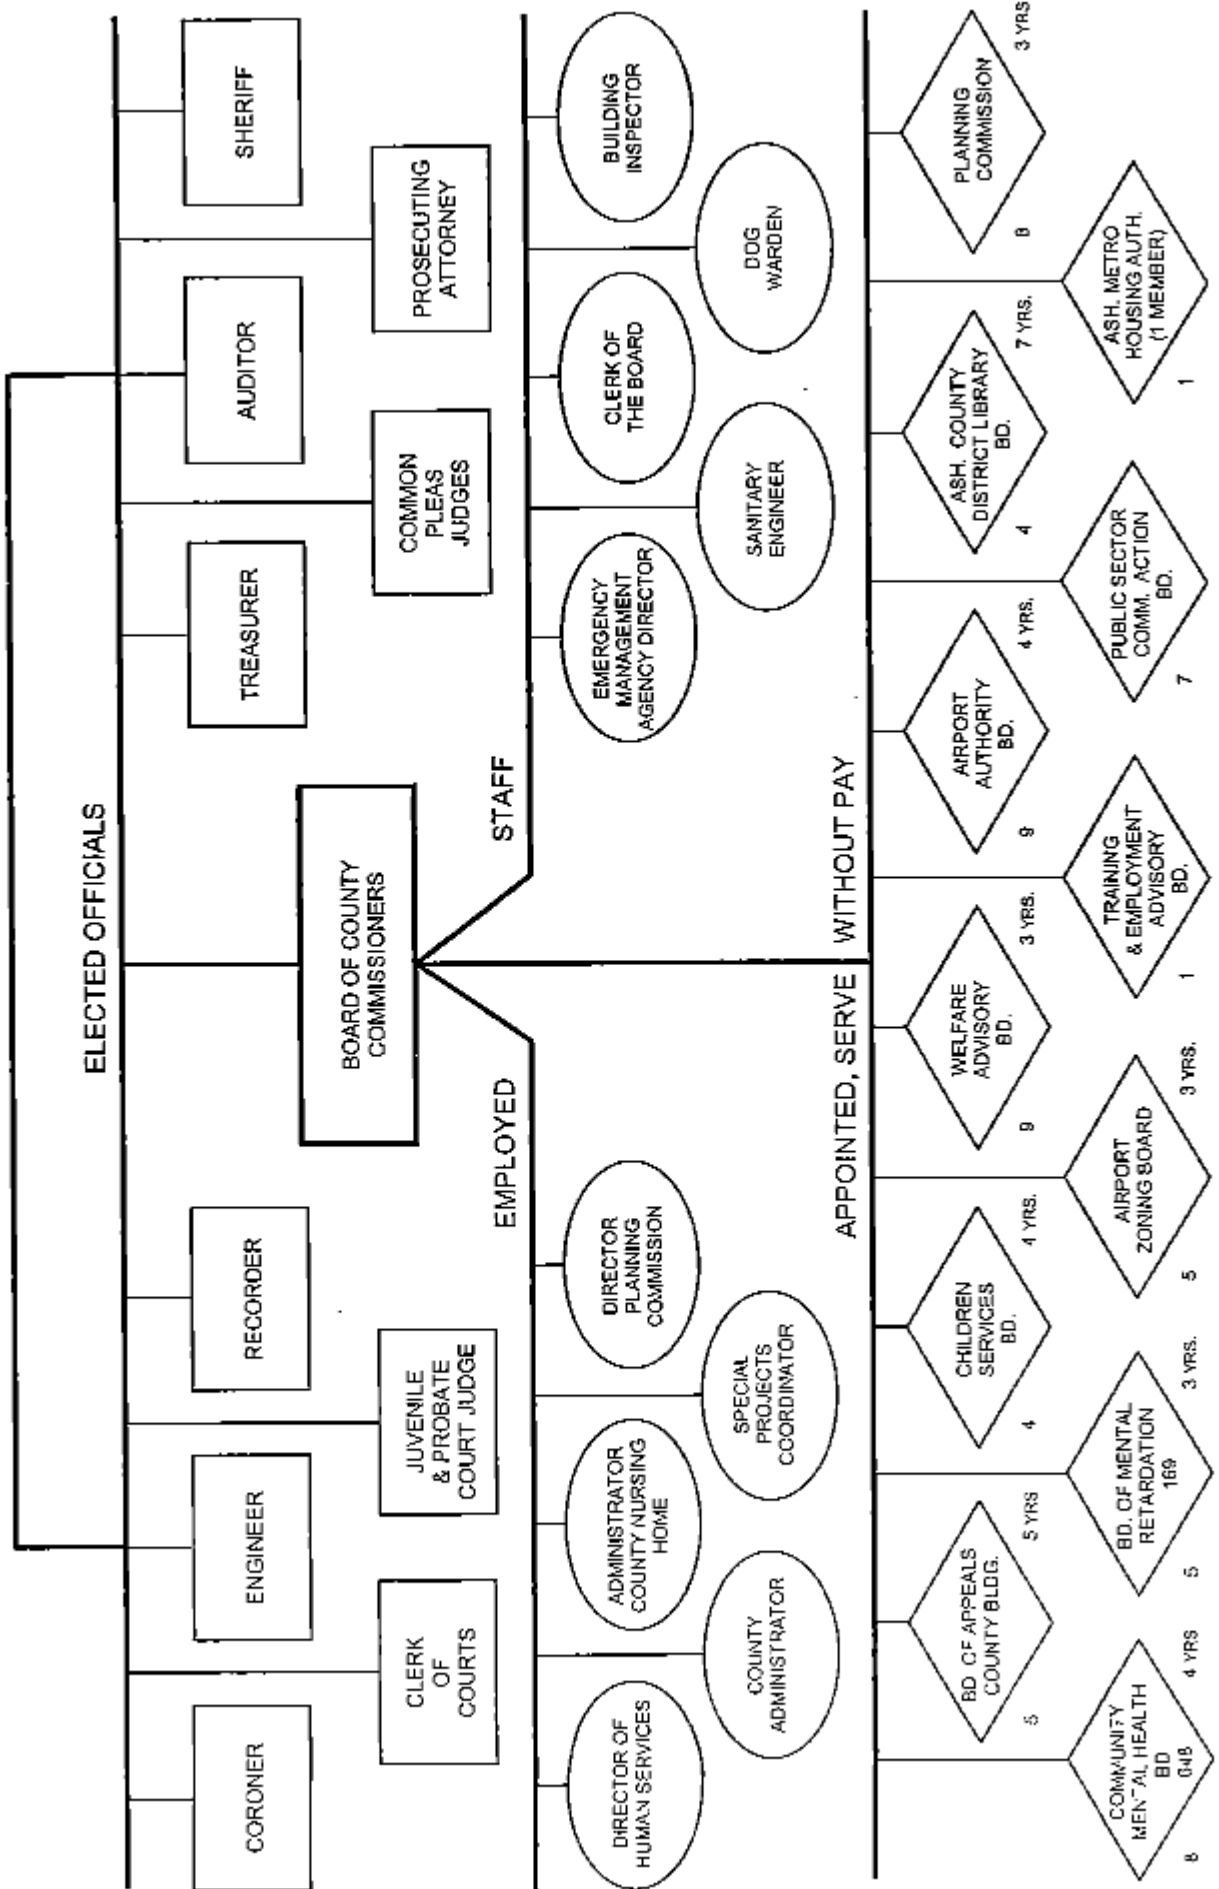 ELECTED OFFICIALS
CORONER
ENGINEER
RECORDER
TREASURER
AUDITOR
SHERIFF
CLERK
OF
COURTS
JUVENILE
& PROBATE
COURT JUDGE
BOARD OF COUNTY
COMMISSIONERS
COMMON
PLEAS
JUDGES
PROSECUTING
ATTORNEY
EMPLOYED
STAFF
DIRECTOR OF
HUMAN SERVICES
ADMINISTRATOR
COUNTY NURSING
HOME
DIRECTOR
PLANNING
COMMISSION
EMERGENCY
MANAGEMENT
AGENCY DIRECTOR
CLERK OF
THE BOARD
BUILDING
INSPECTOR
COUNTY
ADMINISTRATOR
SPECIAL
PROJECTS
COORDINATOR
SANITARY
ENGINEER
DOG
WARDEN
APPOINTED, SERVE WITHOUT PAY
BD. OF APPEALS
COUNTY BLDG.
5 YRS
CHILDREN
SERVICES
BD.
4
4 YRS.
WELFARE
ADVISORY
BD.
9
3 YRS.
AIRPORT
AUTHORITY
BD.
9
4 YRS.
ASH. COUNTY
DISTRICT LIBRARY
BD.
4
7 YRS.
PLANNING
COMMISSION
3 YRS
COMMUNITY
MENTAL HEALTH
BD
4 YRS
BD. OF MENTAL
RETARDATION
169
5
3 YRS.
AIRPORT
ZONING BOARD
5
3 YRS.
TRAINING
& EMPLOYMENT
ADVISORY
BD.
1
PUBLIC SECTOR
COMM. ACTION
BD.
7
ASH. METRO
HOUSING AUTH.
(1 MEMBER)
1